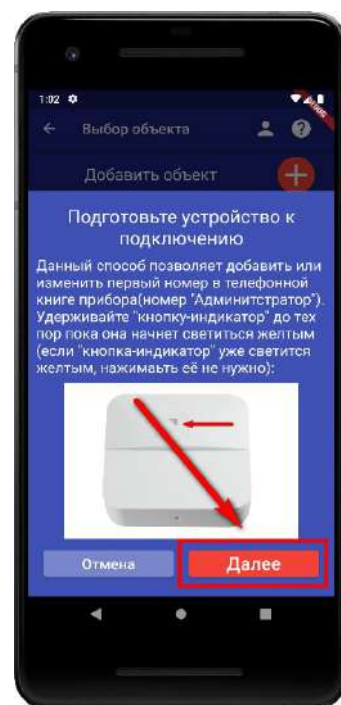 1:02
Выбор объекта
Добавить объект
Подготовьте устройство к
подключению
Данный способ позволяет добавить или
изменить первый номер в телефонной
книге прибора(номер "Админитстратор").
Удерживайте "кнопку-индикатор" до тех
пор пока она начнет светиться желтым
(если "кнопка-индикатор" уже светится
желтым, нажимаьть её не нужно):
Отмена
Далее